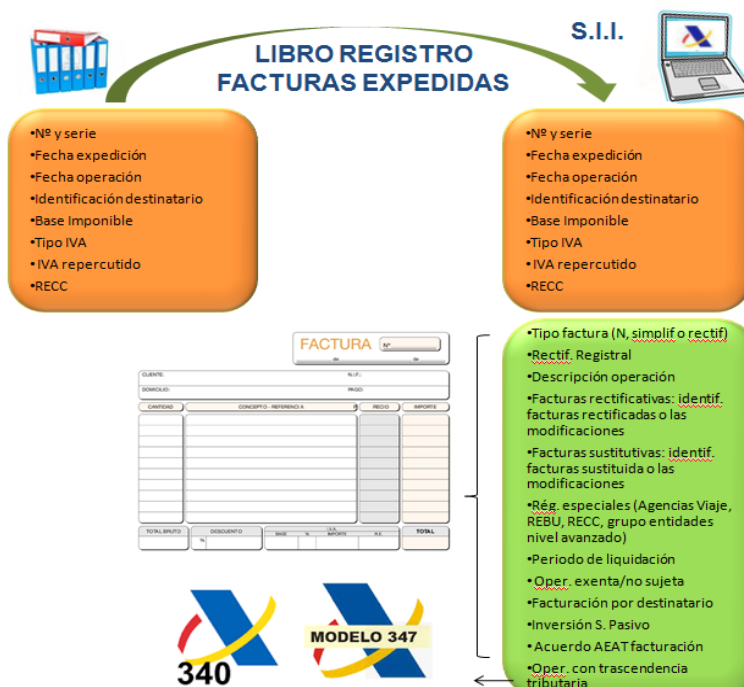 S.I.I.
LIBRO REGISTRO
FACTURAS EXPEDIDAS
•Nº y serie
•Fecha expedición
•Fecha operación
•Identificación destinatario
•Base Imponible
•Tipo IVA
• IVA repercutido
•RECC
•Nº y serie
•Fecha expedición
•Fecha operación
•Identificación destinatario
•Base Imponible
•Tipo IVA
• IVA repercutido
•RECC
FACTURA Nº
de de
CLIENTE: N.I.F.:
DOMICILIO: PAGO:
CANTIDAD CONCEPTO - REFERENCIA PRECIO IMPORTE
TOTAL BRUTO DESCUENTO I.V.A. TOTAL
% BASE % IMPORTE R.E.
•Tipo factura (N, simplif o rectif)
•Rectif. Registral
•Descripción operación
•Facturas rectificativas: identif.
facturas rectificadas o las
modificaciones
•Facturas sustitutivas: identif.
facturas sustituida o las
modificaciones
•Rég. especiales (Agencias Viaje,
REBU, RECC, grupo entidades
nivel avanzado)
•Periodo de liquidación
• Oper. exenta/no sujeta
•Facturación por destinatario
•Inversión S. Pasivo
• Acuerdo AEAT facturación
•Oper. con trascendencia
tributaria
340
MODELO 347